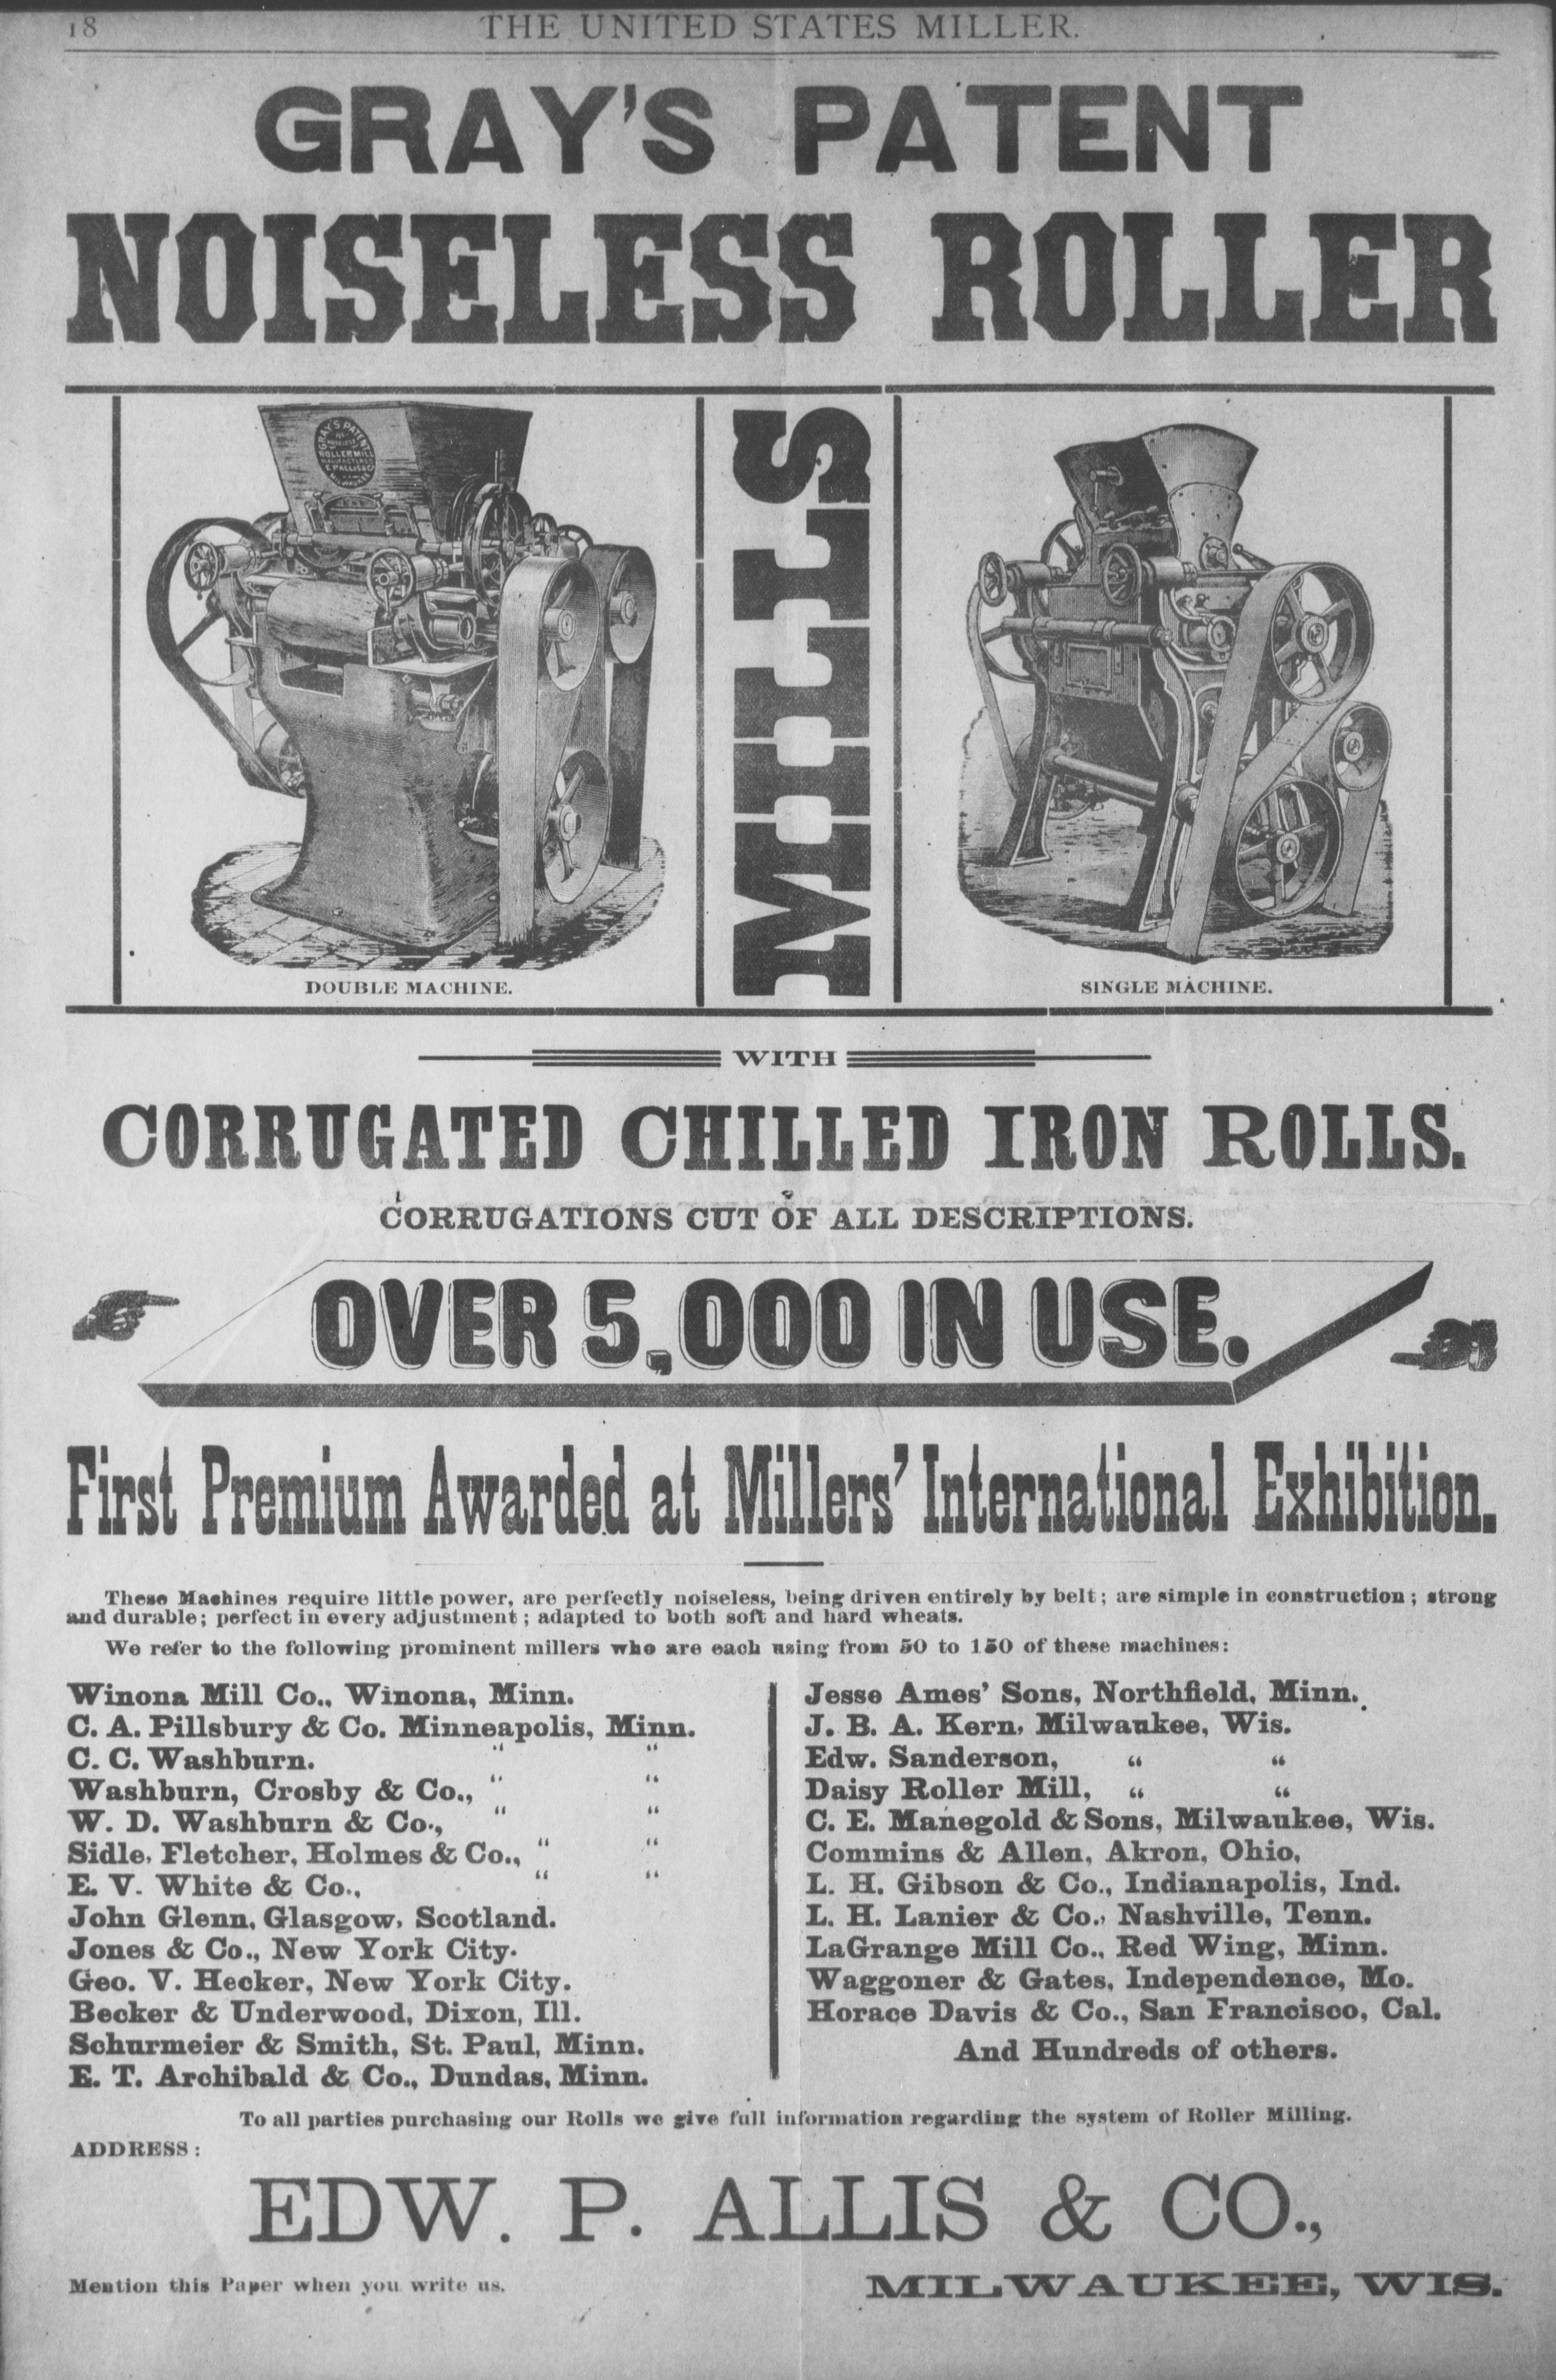 18
THE UNITED STATES MILLER.
GRAY'S PATENT
NOISELESS ROLLER
GRAY'S PATENT
NOISELESS
ROLLER MILL
MANUFACTURED
E.P. ALLIS & CO
MILWAUKEE
MILLS
DOUBLE MACHINE.
SINGLE MACHINE.
WITH
CORRUGATED CHILLED IRON ROLLS.
CORRUGATIONS CUT OF ALL DESCRIPTIONS.
OVER 5,000 IN USE.
First Premium Awarded at Millers' International Exhibition.
These Machines require little power, are perfectly noiseless, being driven entirely by belt; are simple in construction; strong
and durable; perfect in every adjustment; adapted to both soft and hard wheats.
We refer to the following prominent millers who are each using from 50 to 150 of these machines:
Winona Mill Co., Winona, Minn.
C. A. Pillsbury & Co. Minneapolis, Minn.
C. C. Washburn. " "
Washburn, Crosby & Co., " "
W. D. Washburn & Co., " "
Sidle, Fletcher, Holmes & Co., " "
E. V. White & Co., " "
John Glenn, Glasgow, Scotland.
Jones & Co., New York City.
Geo. V. Hecker, New York City.
Becker & Underwood, Dixon, Ill.
Schurmeier & Smith, St. Paul, Minn.
E. T. Archibald & Co., Dundas, Minn.
Jesse Ames' Sons, Northfield, Minn.
J. B. A. Kern, Milwaukee, Wis.
Edw. Sanderson, " "
Daisy Roller Mill, " "
C. E. Manegold & Sons, Milwaukee, Wis.
Commins & Allen, Akron, Ohio,
L. H. Gibson & Co., Indianapolis, Ind.
L. H. Lanier & Co., Nashville, Tenn.
LaGrange Mill Co., Red Wing, Minn.
Waggoner & Gates, Independence, Mo.
Horace Davis & Co., San Francisco, Cal.
And Hundreds of others.
To all parties purchasing our Rolls we give full information regarding the system of Roller Milling.
ADDRESS:
EDW. P. ALLIS & CO.,
Mention this Paper when you write us.
MILWAUKEE, WIS.